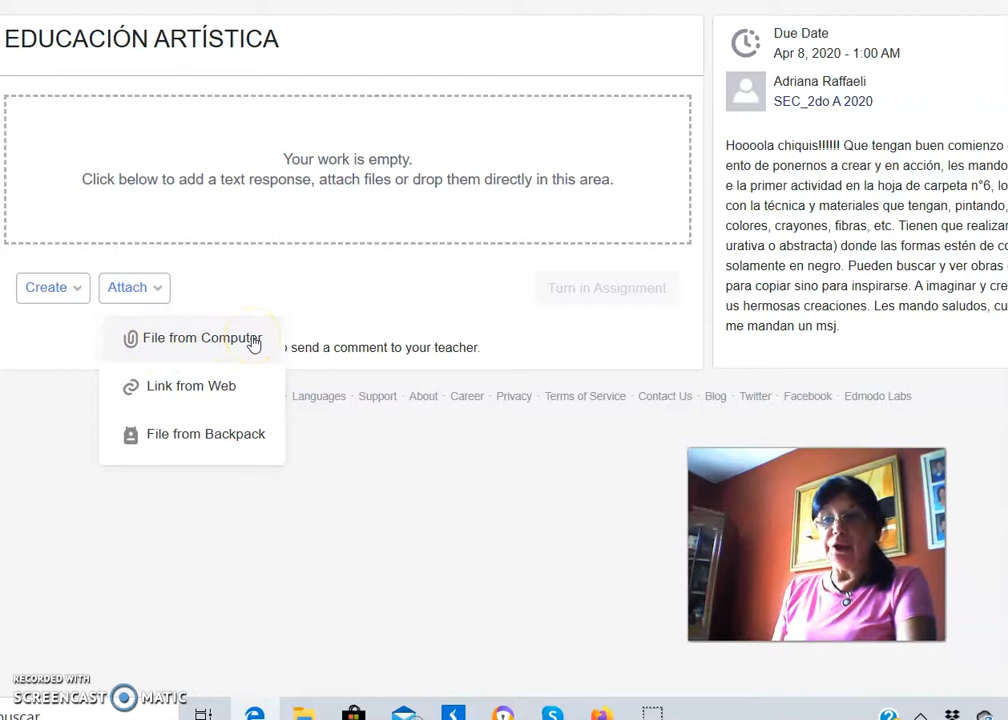 EDUCACIÓN ARTÍSTICA
Your work is empty.
Click below to add a text response, attach files or drop them directly in this area.
Create
Attach
Turn in Assignment
File from Computer
send a comment to your teacher.
Link from Web
File from Backpack
Languages · Support · About · Career · Privacy · Terms of Service · Contact Us · Blog · Twitter · Facebook · Edmodo Labs
Due Date
Apr 8, 2020 - 1:00 AM
Adriana Raffaeli
SEC_2do A 2020
Hoooola chiquis!!!!!! Que tengan buen comienzo
ento de ponernos a crear y en acción, les mando
e la primer actividad en la hoja de carpeta n°6, lo
con la técnica y materiales que tengan, pintando,
colores, crayones, fibras, etc. Tienen que realizar
urativa o abstracta) donde las formas estén de co
solamente en negro. Pueden buscar y ver obras
para copiar sino para inspirarse. A imaginar y cre
us hermosas creaciones. Les mando saludos, cu
me mandan un msj.
RECORDED WITH
SCREENCAST MATIC
buscar